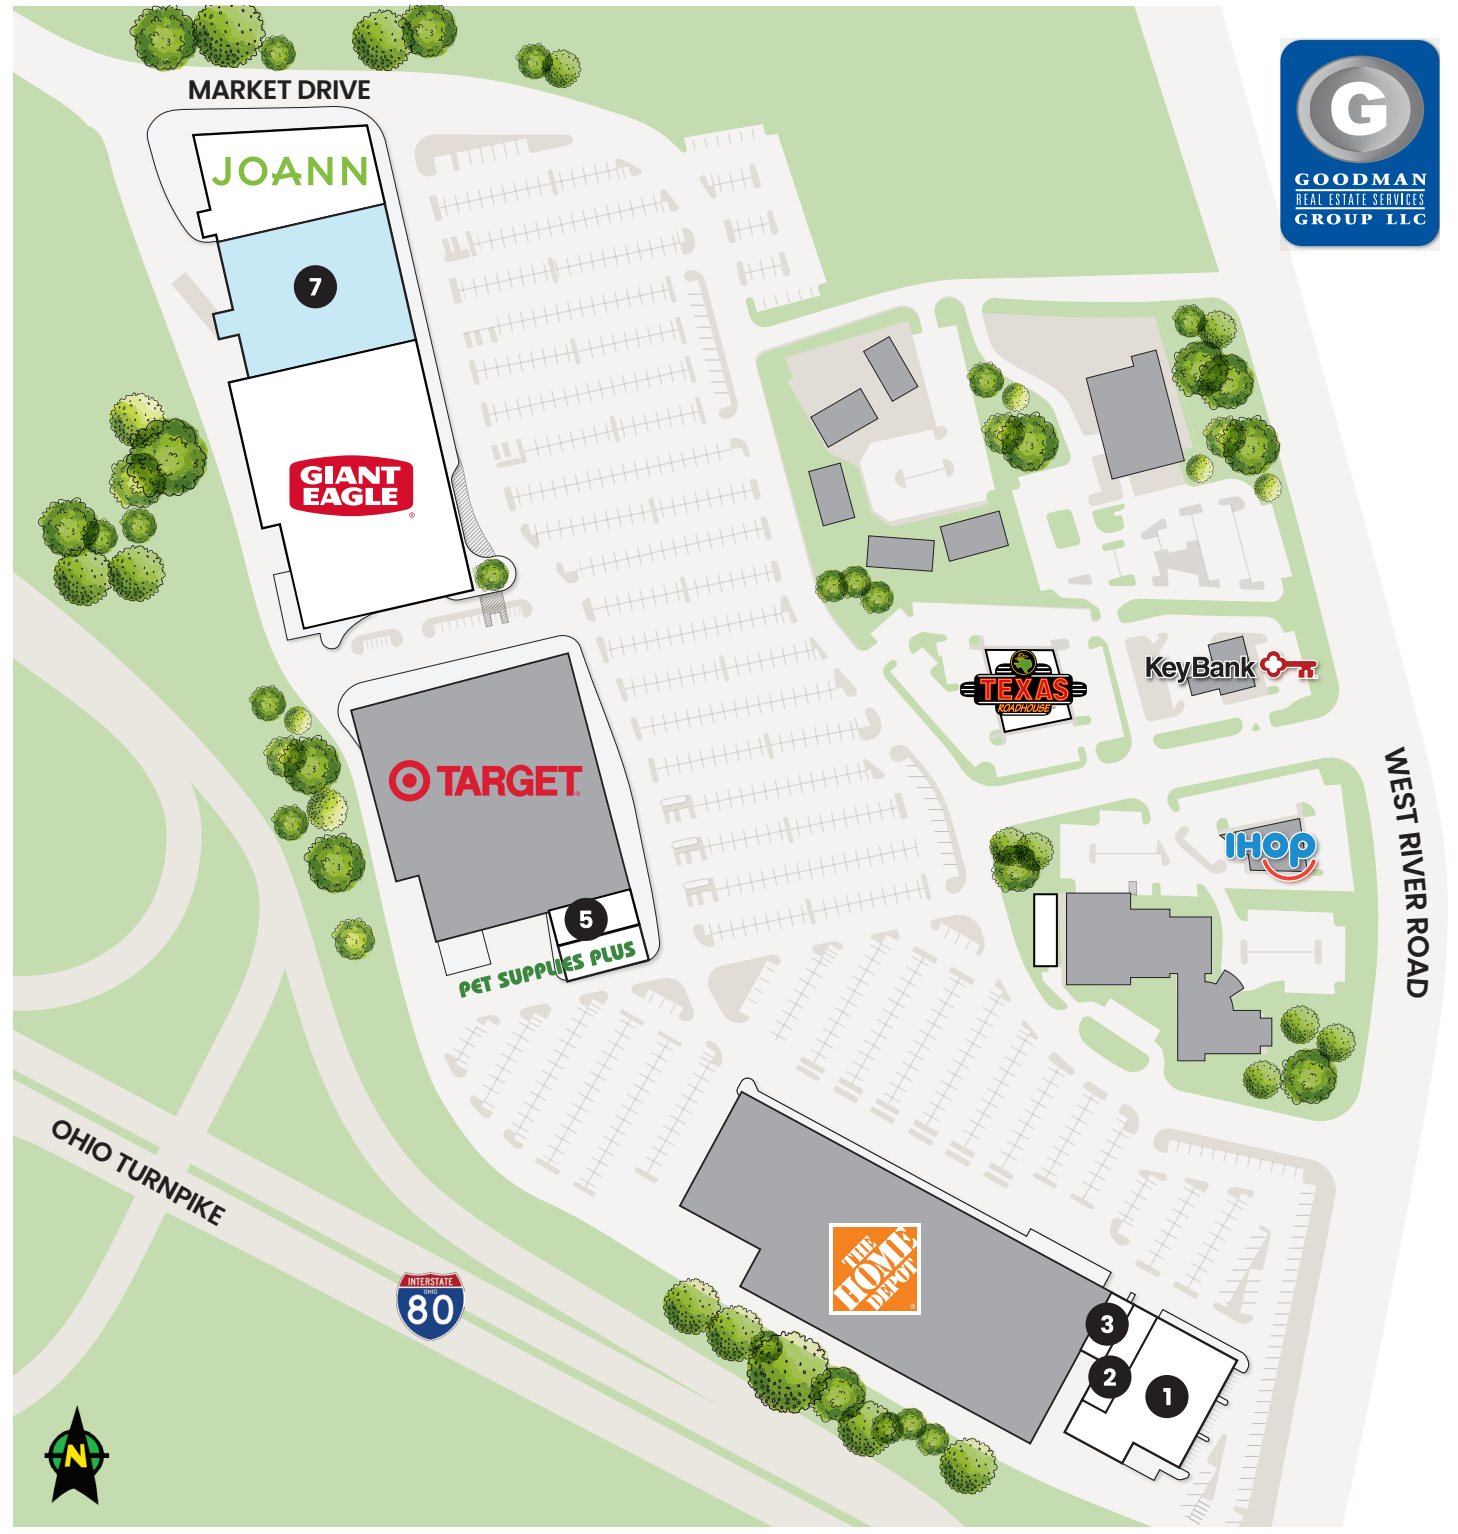 MARKET DRIVE
G
GOODMAN
REAL ESTATE SERVICES
GROUP LLC
JOANN
7
GIANT
EAGLE
®
TEXAS
ROADHOUSE
KeyBank
TARGET
WEST RIVER ROAD
IHOP
5
PET SUPPLIES PLUS
OHIO TURNPIKE
INTERSTATE
OHIO
80
THE
HOME
DEPOT
3
2
1
N